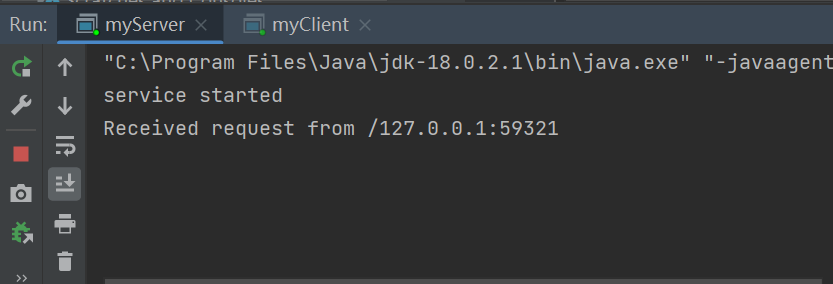 Run: myServer myClient
"C:\Program Files\Java\jdk-18.0.2.1\bin\java.exe" "-javaagent
service started
Received request from /127.0.0.1:59321